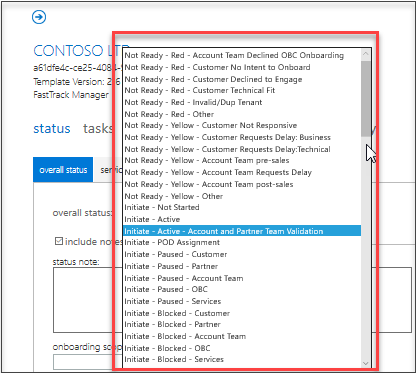 CONTOSO LTD
a61dfe4c-ce25-4084-
Template Version: 2.6
FastTrack Manager
status tasks
overall status
overall status:
include notes
status note:
onboarding scop
Not Ready - Red - Account Team Declined OBC Onboarding
Not Ready - Red - Customer No Intent to Onboard
Not Ready - Red - Customer Declined to Engage
Not Ready - Red - Customer Technical Fit
Not Ready - Red - Invalid/Dup Tenant
Not Ready - Red - Other
Not Ready - Yellow - Customer Not Responsive
Not Ready - Yellow - Customer Requests Delay: Business
Not Ready - Yellow - Customer Requests Delay:Technical
Not Ready - Yellow - Account Team pre-sales
Not Ready - Yellow - Account Team Requests Delay
Not Ready - Yellow - Account Team post-sales
Not Ready - Yellow - Other
Initiate - Not Started
Initiate - Active
Initiate - Active - Account and Partner Team Validation
Initiate - POD Assignment
Initiate - Paused - Customer
Initiate - Paused - Partner
Initiate - Paused - Account Team
Initiate - Paused - OBC
Initiate - Paused - Services
Initiate - Blocked - Customer
Initiate - Blocked - Partner
Initiate - Blocked - Account Team
Initiate - Blocked - OBC
Initiate - Blocked - Services